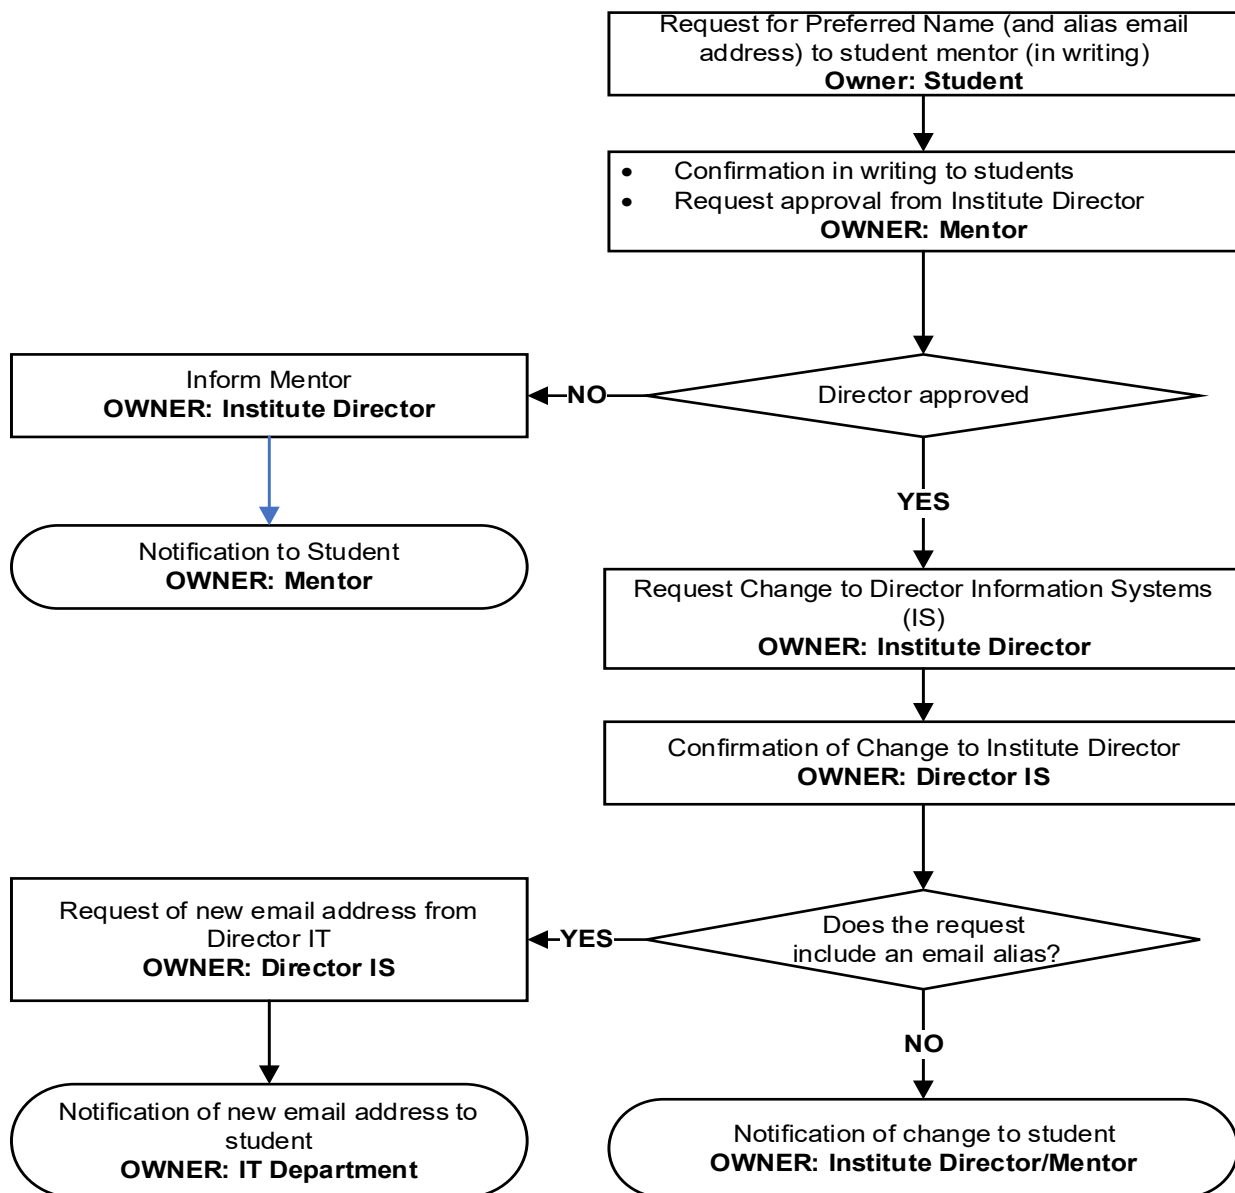 Request for Preferred Name (and alias email
address) to student mentor (in writing)
Owner: Student
• Confirmation in writing to students
• Request approval from Institute Director
OWNER: Mentor
Inform Mentor
OWNER: Institute Director
NO
Director approved
YES
Notification to Student
OWNER: Mentor
Request Change to Director Information Systems
(IS)
OWNER: Institute Director
Confirmation of Change to Institute Director
OWNER: Director IS
Request of new email address from
Director IT
OWNER: Director IS
YES
Does the request
include an email alias?
NO
Notification of new email address to
student
OWNER: IT Department
Notification of change to student
OWNER: Institute Director/Mentor